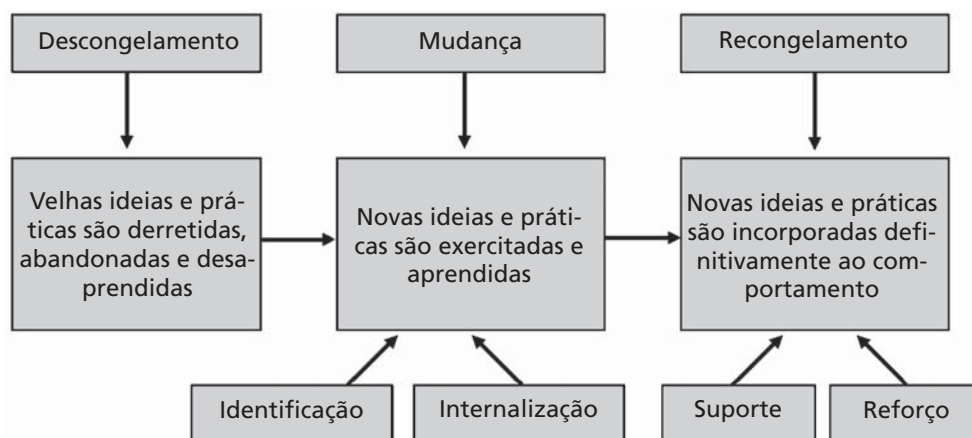 Descongelamento
Mudança
Recongelamento
Velhas ideias e prá-
ticas são derretidas,
abandonadas e desa-
prendidas
Novas ideias e práti-
cas são exercitadas e
aprendidas
Novas ideias e práticas
são incorporadas defi-
nitivamente ao com-
portamento
Identificação
Internalização
Suporte
Reforço